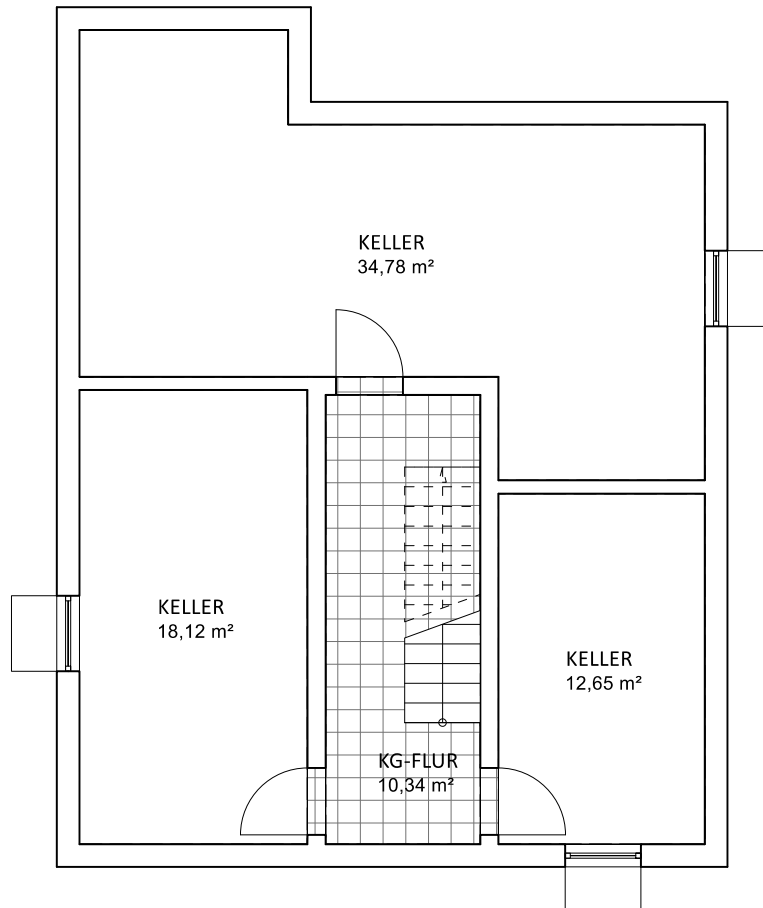 KELLER
34,78 m²
KELLER
18,12 m²
KELLER
12,65 m²
KG-FLUR
10,34 m²